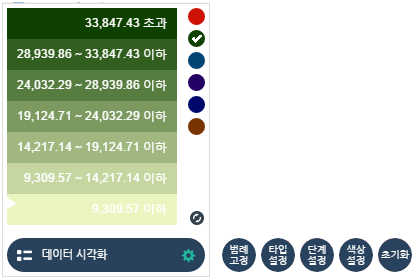 33,847.43 초과
28,939.86 ~ 33,847.43 이하
24,032.29 ~ 28,939.86 이하
19,124.71 ~ 24,032.29 이하
14,217.14 ~ 19,124.71 이하
9,309.57 ~ 14,217.14 이하
9,309.57 이하
데이터 시각화
범례
고정
타입
설정
단계
설정
색상
설정
초기화